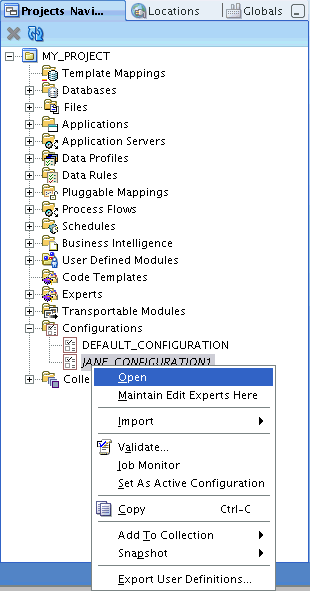 Projects Navi...
Locations
Globals
MY_PROJECT
Template Mappings
Databases
Files
Applications
Application Servers
Data Profiles
Data Rules
Pluggable Mappings
Process Flows
Schedules
Business Intelligence
User Defined Modules
Code Templates
Experts
Transportable Modules
Configurations
DEFAULT_CONFIGURATION
JANE_CONFIGURATION1
Colle
Open
Maintain Edit Experts Here
Import
Validate...
Job Monitor
Set As Active Configuration
Copy Ctrl-C
Add To Collection
Snapshot
Export User Definitions...